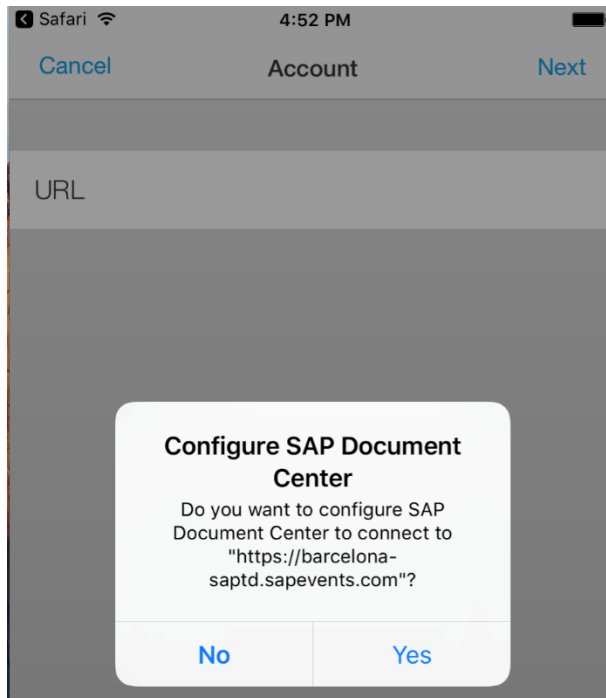 Safari 4:52 PM
Cancel Account Next
URL
Configure SAP Document
Center
Do you want to configure SAP
Document Center to connect to
"https://barcelona-
saptd.sapevents.com"?
No Yes